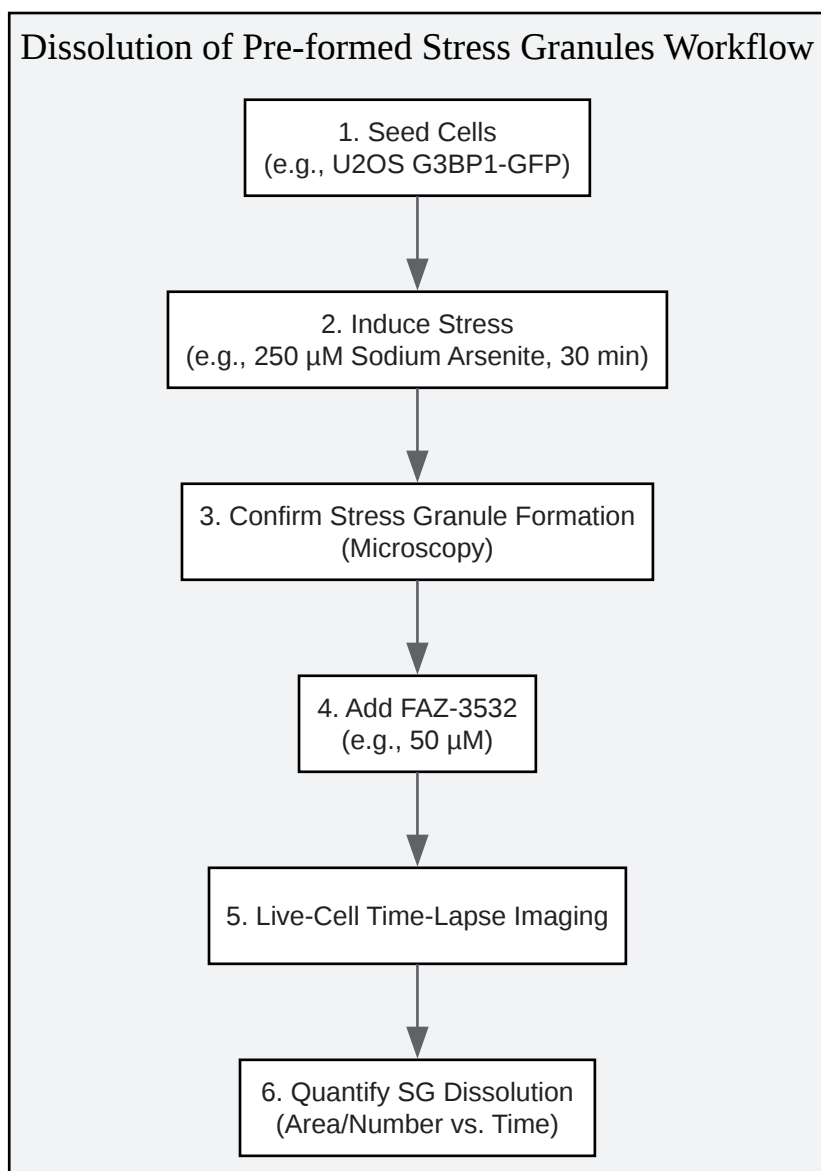 Dissolution of Pre-formed Stress Granules Workflow
1. Seed Cells
(e.g., U2OS G3BP1-GFP)
2. Induce Stress
(e.g., 250 µM Sodium Arsenite, 30 min)
3. Confirm Stress Granule Formation
(Microscopy)
4. Add FAZ-3532
(e.g., 50 µM)
5. Live-Cell Time-Lapse Imaging
6. Quantify SG Dissolution
(Area/Number vs. Time)